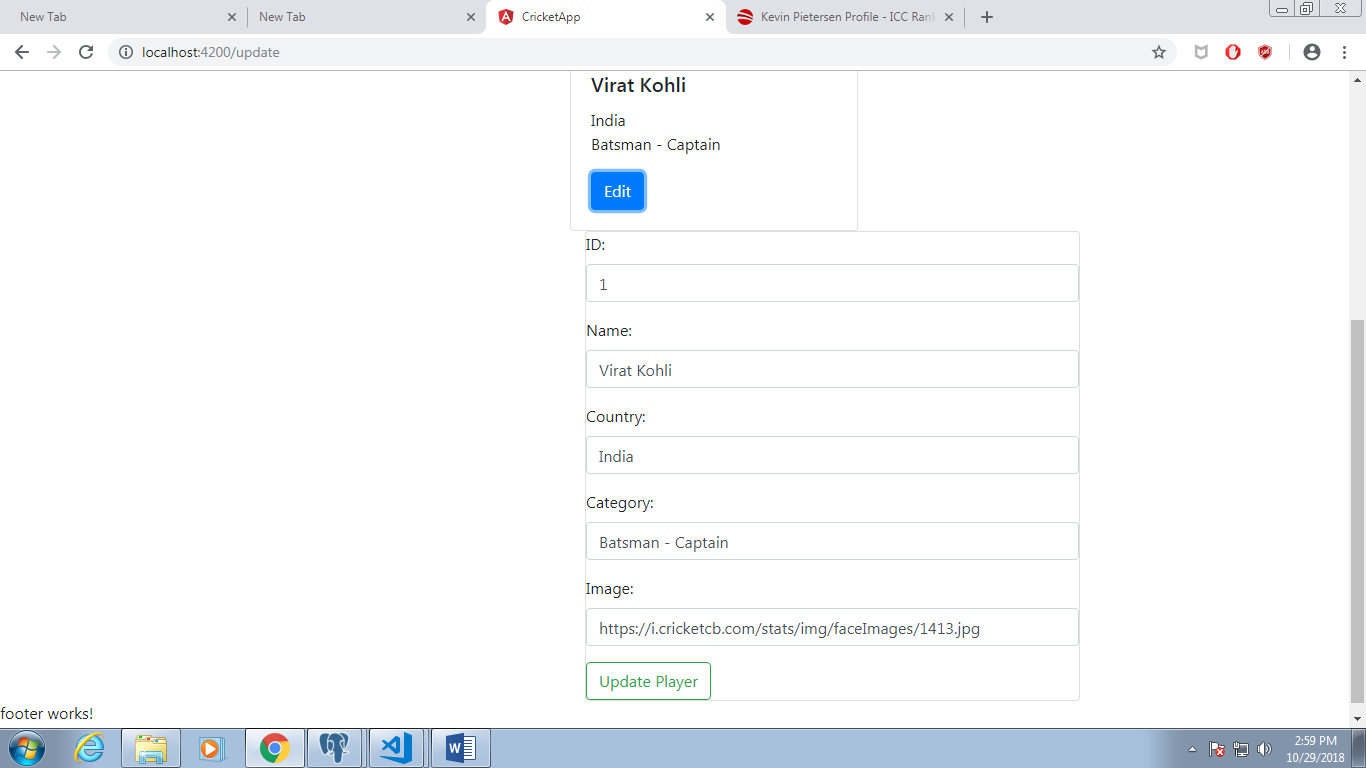 New Tab
New Tab
CricketApp
Kevin Pietersen Profile - ICC Rank
localhost:4200/update
Virat Kohli
India
Batsman - Captain
Edit
ID:
1
Name:
Virat Kohli
Country:
India
Category:
Batsman - Captain
Image:
https://i.cricketcb.com/stats/img/faceImages/1413.jpg
Update Player
footer works!
2:59 PM
10/29/2018